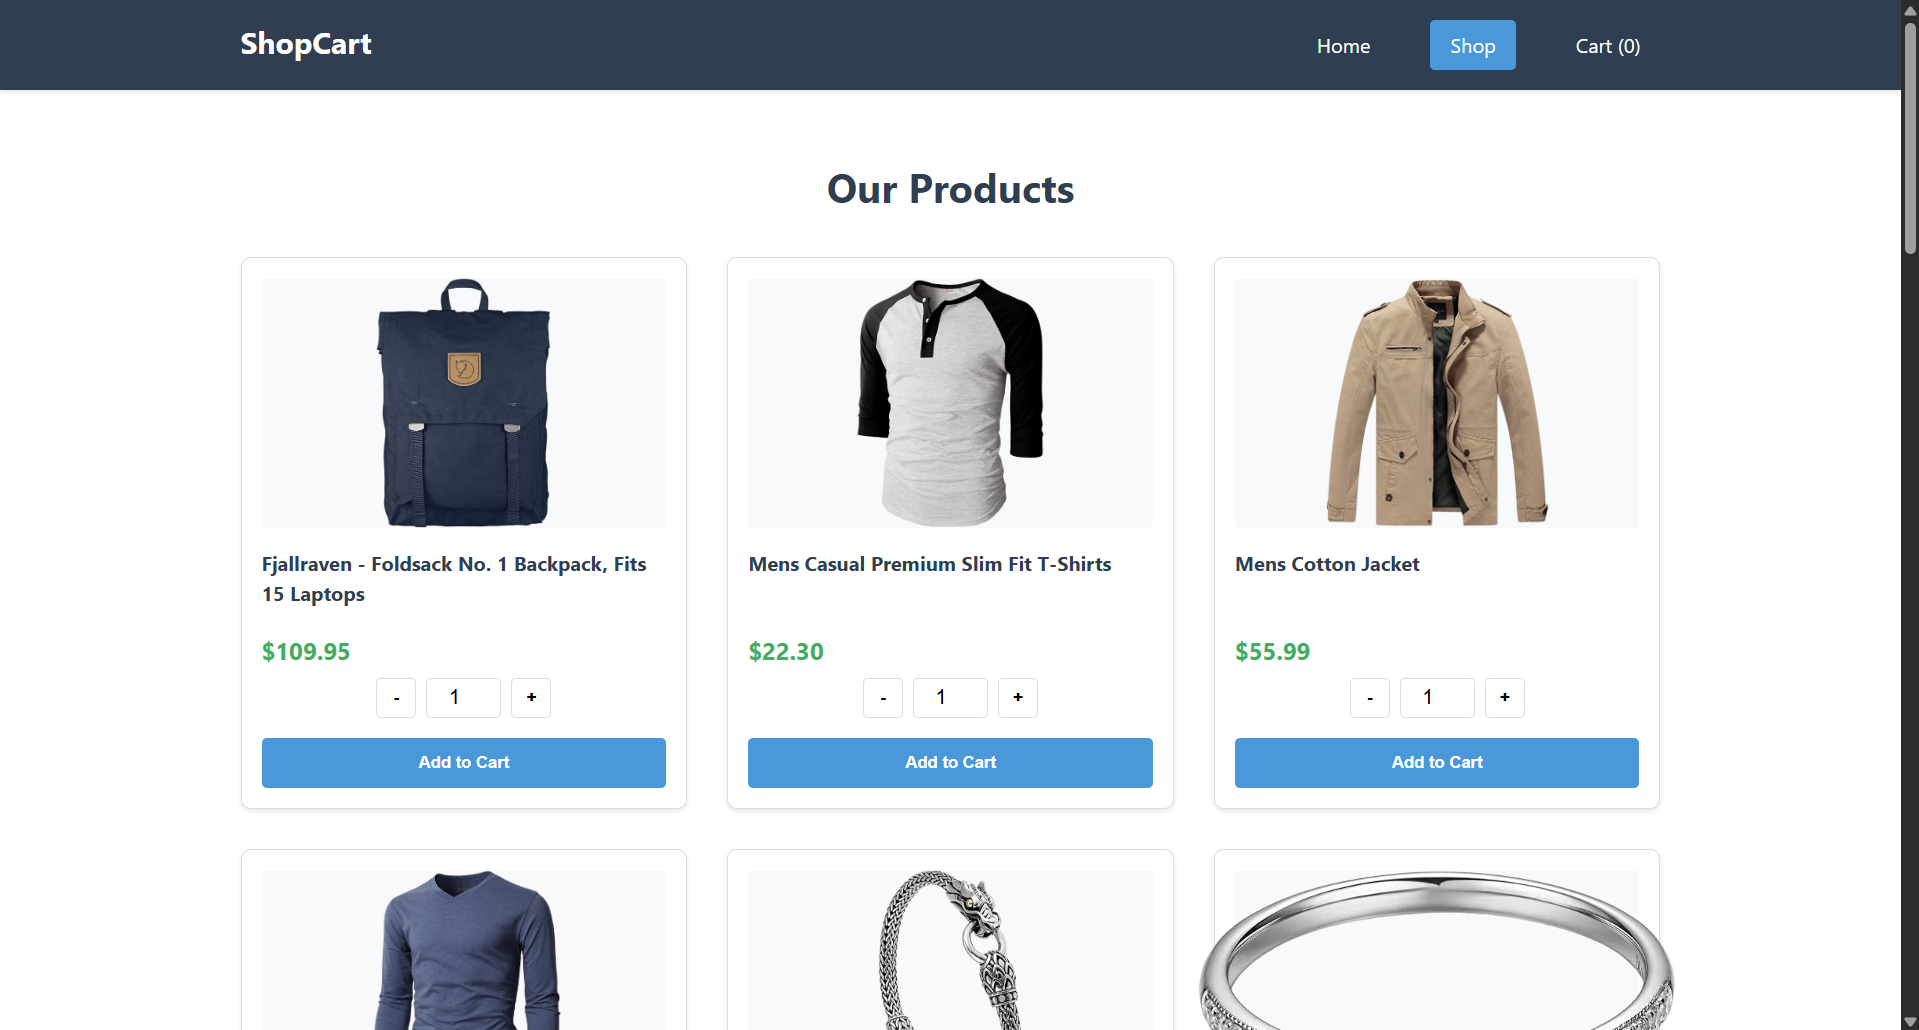 ShopCart
Home
Shop
Cart (0)
Our Products
Fjallraven - Foldsack No. 1 Backpack, Fits
15 Laptops
$109.95
- 1 +
Add to Cart
Mens Casual Premium Slim Fit T-Shirts
$22.30
- 1 +
Add to Cart
Mens Cotton Jacket
$55.99
- 1 +
Add to Cart